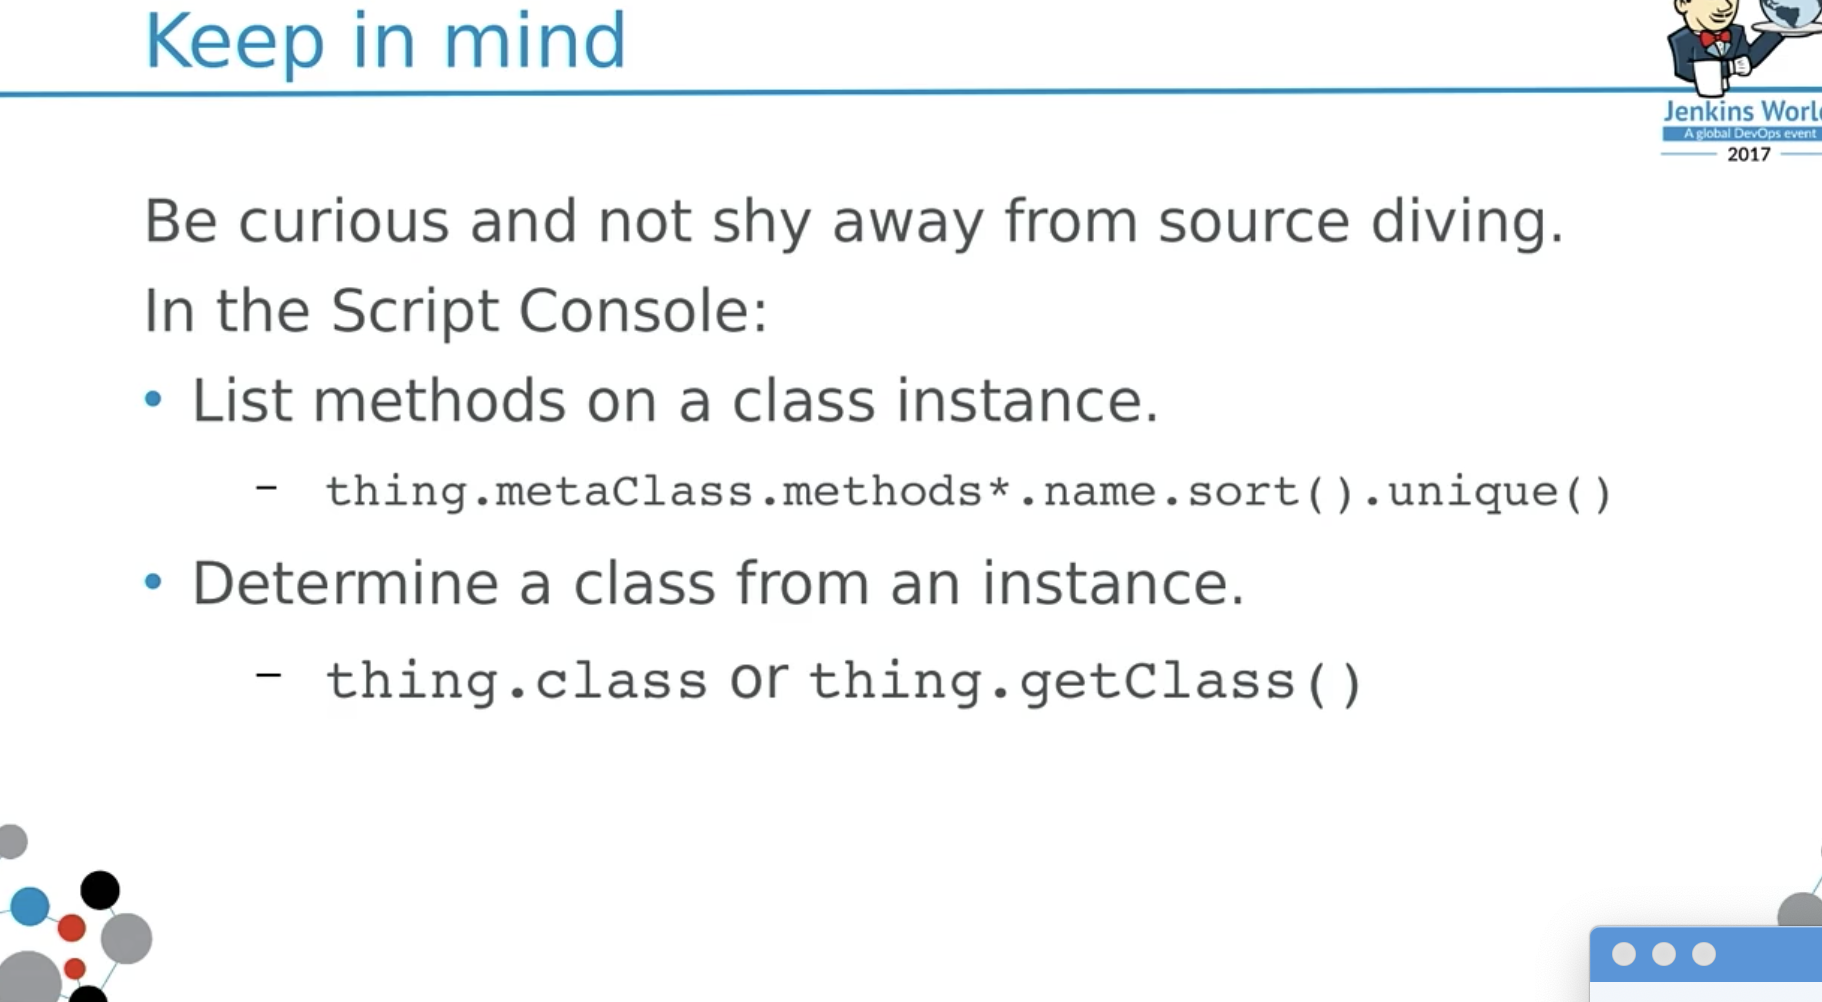 Keep in mind
Jenkins
A global DevOps event
2017
Be curious and not shy away from source diving.
In the Script Console:
• List methods on a class instance.
– thing.metaClass.methods*.name.sort().unique()
• Determine a class from an instance.
– thing.class or thing.getClass()